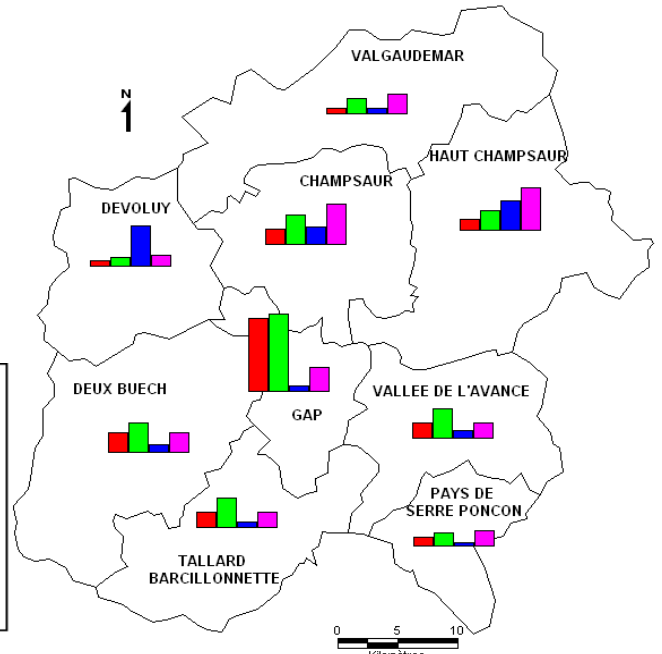 VALGAUDEMAR
N
HAUT CHAMPSAUR
CHAMPSAUR
DEVOLUY
DEUX BUECH
VALLEE DE L'AVANCE
GAP
PAYS DE
SERRE PONCON
TALLARD
BARCILLONNETTE
0 5 10
Kilomètres